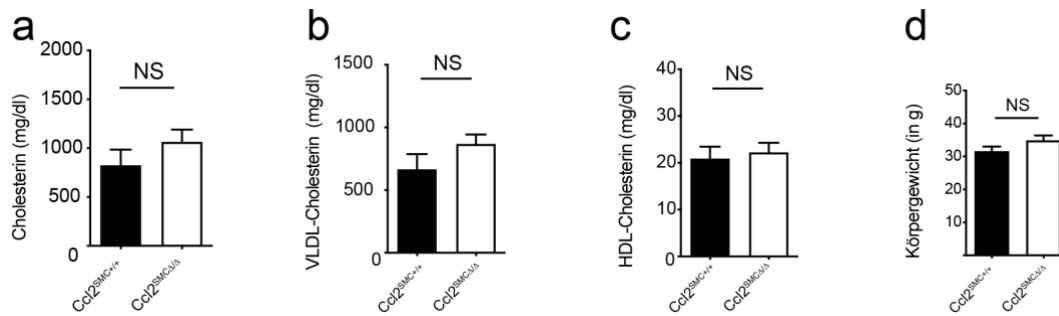 a
Cholesterin (mg/dl)
2000
1500
1000
500
0
NS
Ccl2SMC+/+
Ccl2SMCΔ/Δ
b
VLDL-Cholesterin (mg/dl)
1500
1000
500
0
NS
Ccl2SMC+/+
Ccl2SMCΔ/Δ
c
HDL-Cholesterin (mg/dl)
40
30
20
10
0
NS
Ccl2SMC+/+
Ccl2SMCΔ/Δ
d
Körpergewicht (in g)
50
40
30
20
10
NS
Ccl2SMC+/+
Ccl2SMCΔ/Δ